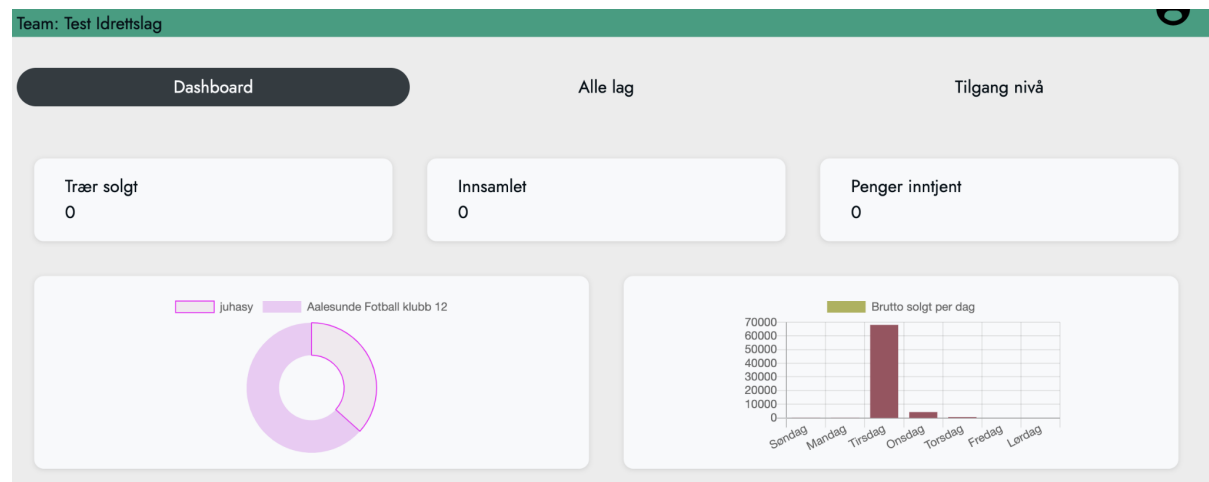 Team: Test Idrettslag
Dashboard
Alle lag
Tilgang nivå
Trær solgt
0
Innsamlet
0
Penger inntjent
0
juhasy
Aalesunde Fotball klubb 12
Brutto solgt per dag
70000
60000
50000
40000
30000
20000
10000
0
Søndag
Mandag
Tirsdag
Onsdag
Torsdag
Fredag
Lørdag